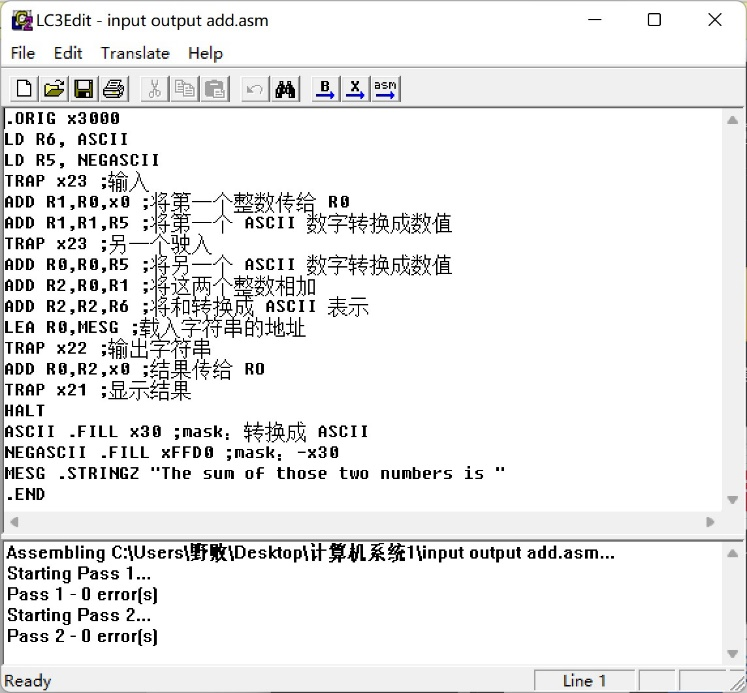 LC3Edit - input output add.asm
File Edit Translate Help
B X asm
.ORIG x3000
LD R6, ASCII
LD R5, NEGASCII
TRAP x23 ;输入
ADD R1,R0,x0 ;将第一个整数传给 R0
ADD R1,R1,R5 ;将第一个 ASCII 数字转换成数值
TRAP x23 ;另一个驶入
ADD R0,R0,R5 ;将另一个 ASCII 数字转换成数值
ADD R2,R0,R1 ;将这两个整数相加
ADD R2,R2,R6 ;将和转换成 ASCII 表示
LEA R0,MESG ;载入字符串的地址
TRAP x22 ;输出字符串
ADD R0,R2,x0 ;结果传给 RO
TRAP x21 ;显示结果
HALT
ASCII .FILL x30 ;mask：转换成 ASCII
NEGASCII .FILL xFFD0 ;mask：-x30
MESG .STRINGZ "The sum of those two numbers is "
.END
Assembling C:\Users\野败\Desktop\计算机系统1\input output add.asm...
Starting Pass 1...
Pass 1 - 0 error(s)
Starting Pass 2...
Pass 2 - 0 error(s)
Ready Line 1